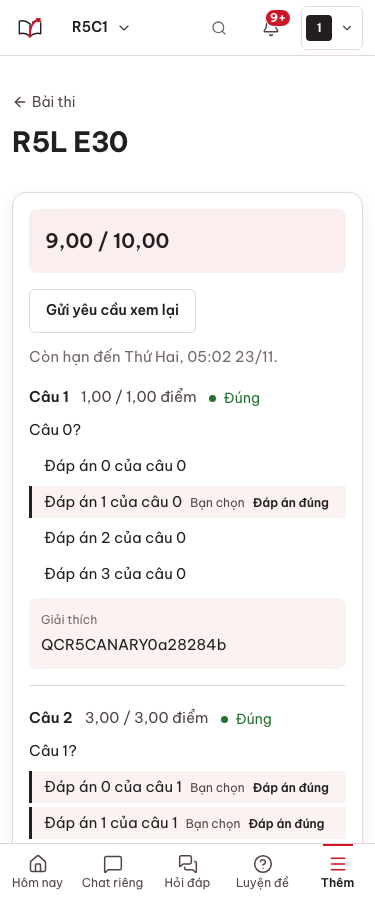 R5C1
9+
1
Bài thi
R5L E30
9,00 / 10,00
Gửi yêu cầu xem lại
Còn hạn đến Thứ Hai, 05:02 23/11.
Câu 1 1,00 / 1,00 điểm Đúng
Câu 0?
Đáp án 0 của câu 0
Đáp án 1 của câu 0 Bạn chọn Đáp án đúng
Đáp án 2 của câu 0
Đáp án 3 của câu 0
Giải thích
QCR5CANARY0a28284b
Câu 2 3,00 / 3,00 điểm Đúng
Câu 1?
Đáp án 0 của câu 1 Bạn chọn Đáp án đúng
Đáp án 1 của câu 1 Bạn chọn Đáp án đúng
Hôm nay Chat riêng Hỏi đáp Luyện đề Thêm